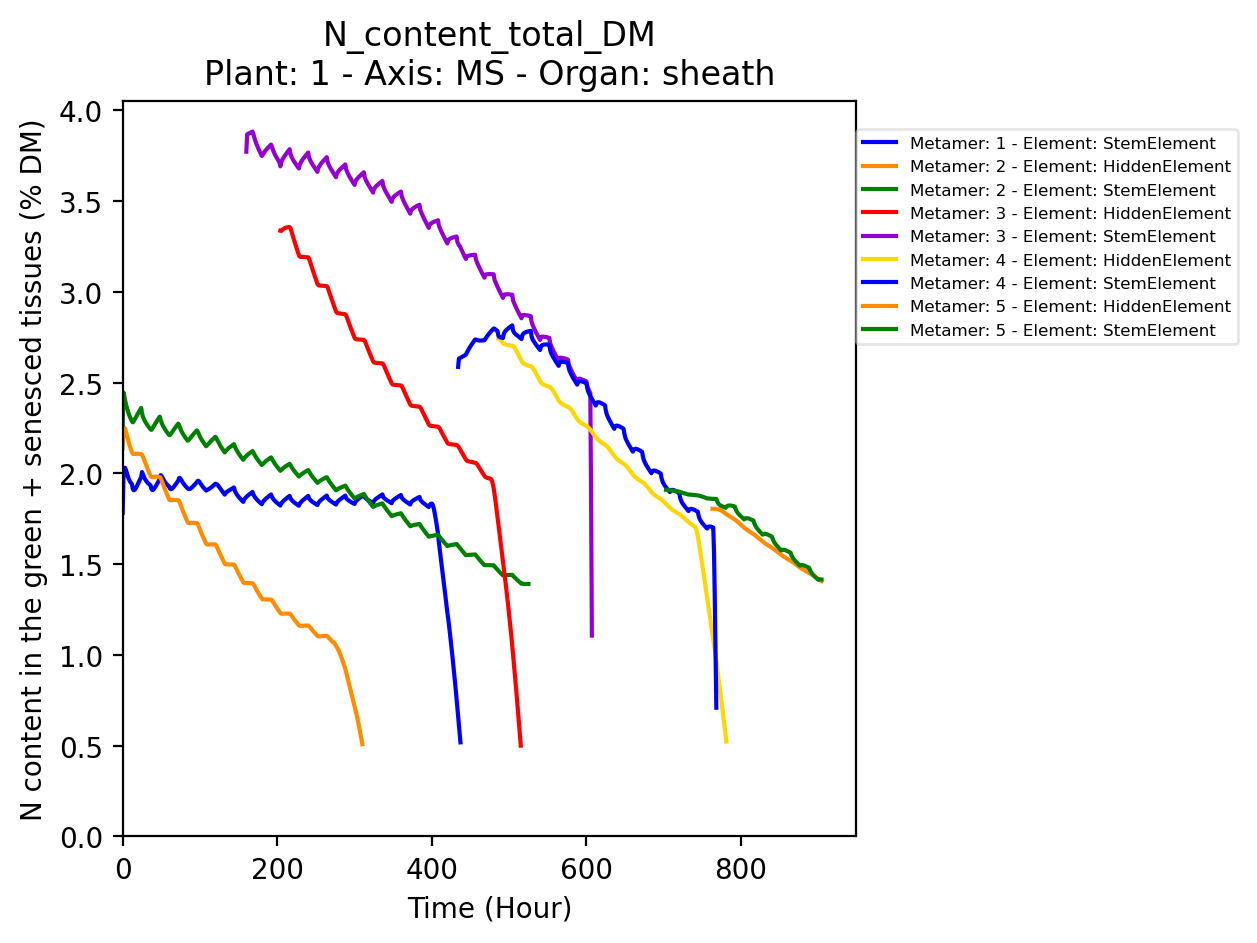 N_content_total_DM
Plant: 1 - Axis: MS - Organ: sheath
N content in the green + senesced tissues (% DM)
4.0
3.5
3.0
2.5
2.0
1.5
1.0
0.5
0.0
0 200 400 600 800
Time (Hour)
Metamer: 1 - Element: StemElement
Metamer: 2 - Element: HiddenElement
Metamer: 2 - Element: StemElement
Metamer: 3 - Element: HiddenElement
Metamer: 3 - Element: StemElement
Metamer: 4 - Element: HiddenElement
Metamer: 4 - Element: StemElement
Metamer: 5 - Element: HiddenElement
Metamer: 5 - Element: StemElement